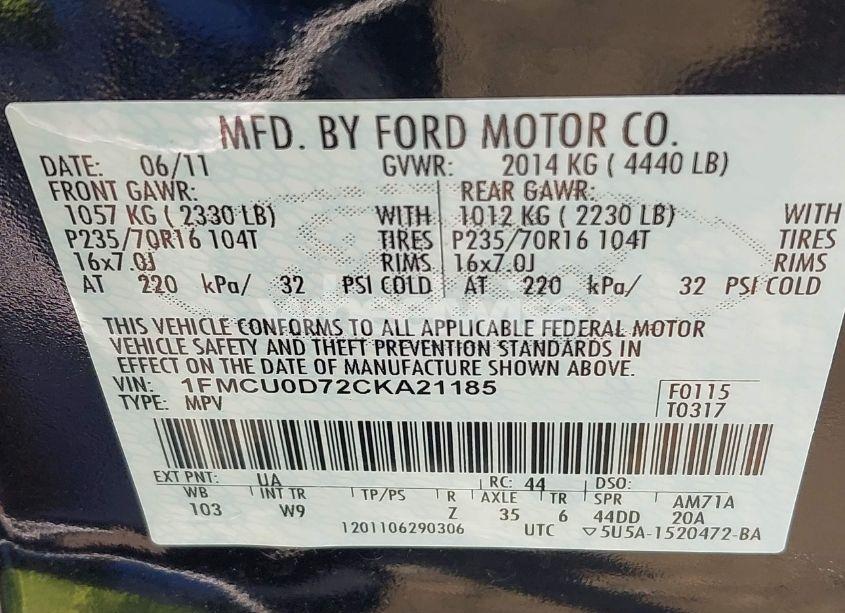 MFD. BY FORD MOTOR CO.
DATE: 06/11 GVWR: 2014 KG ( 4440 LB)
FRONT GAWR: REAR GAWR:
1057 KG ( 2330 LB) WITH 1012 KG ( 2230 LB) WITH
P235/70R16 104T TIRES P235/70R16 104T TIRES
16x7.0J RIMS 16x7.0J RIMS
AT 220 kPa/ 32 PSI COLD AT 220 kPa/ 32 PSI COLD
THIS VEHICLE CONFORMS TO ALL APPLICABLE FEDERAL MOTOR
VEHICLE SAFETY AND THEFT PREVENTION STANDARDS IN
EFFECT ON THE DATE OF MANUFACTURE SHOWN ABOVE.
VIN: 1FMCU0D72CKA21185
TYPE: MPV
F0115
T0317
EXT PNT: UA RC: 44 DSO:
WB INT TR TP/PS R AXLE TR SPR AM71A
103 W9 Z 35 6 44DD 20A
1201106290306 UTC ▽5U5A-1520472-BA